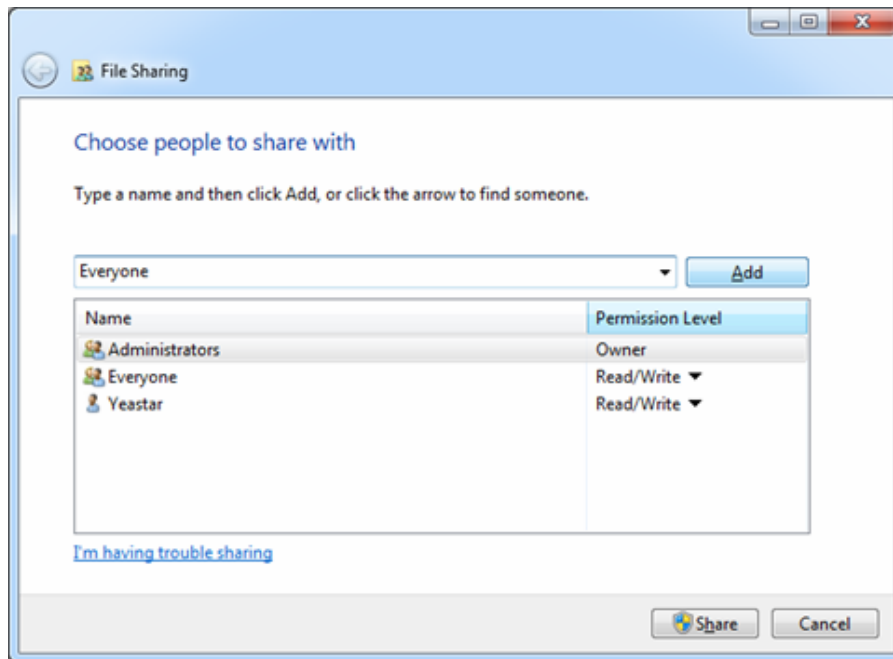 File Sharing
Choose people to share with
Type a name and then click Add, or click the arrow to find someone.
Everyone Add
Name Permission Level
Administrators Owner
Everyone Read/Write
Yeastar Read/Write
I'm having trouble sharing
Share Cancel